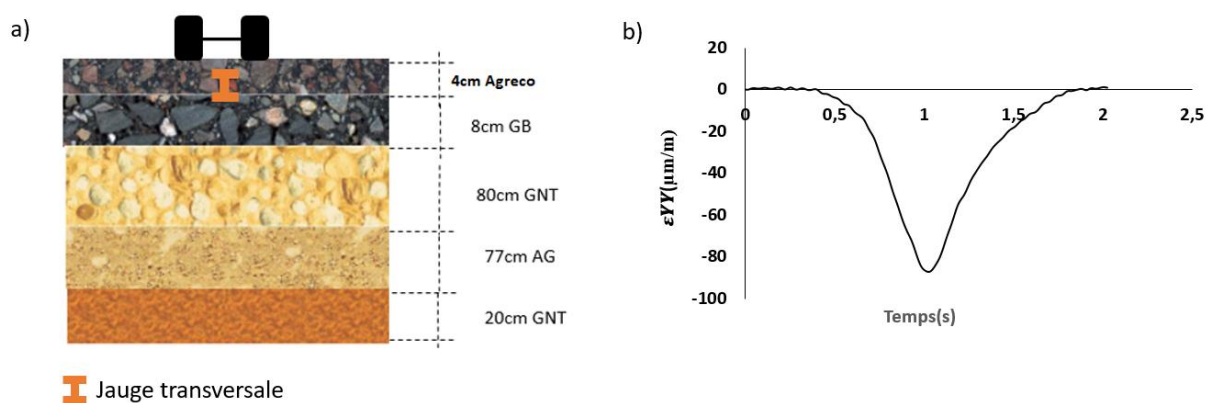 a)
4cm Agreco
8cm GB
80cm GNT
77cm AG
20cm GNT
Jauge transversale
b)
20
0
-20
-40
-60
-80
-100
εYY(µm/m)
0
0,5
1
1,5
2
2,5
Temps(s)